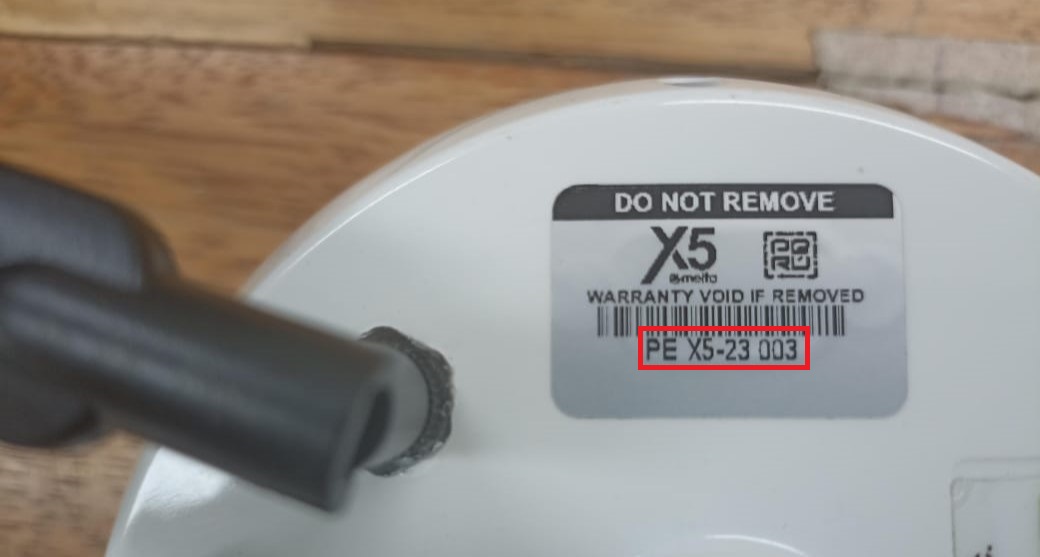 DO NOT REMOVE
X5
WARRANTY VOID IF REMOVED
PE X5-23 003